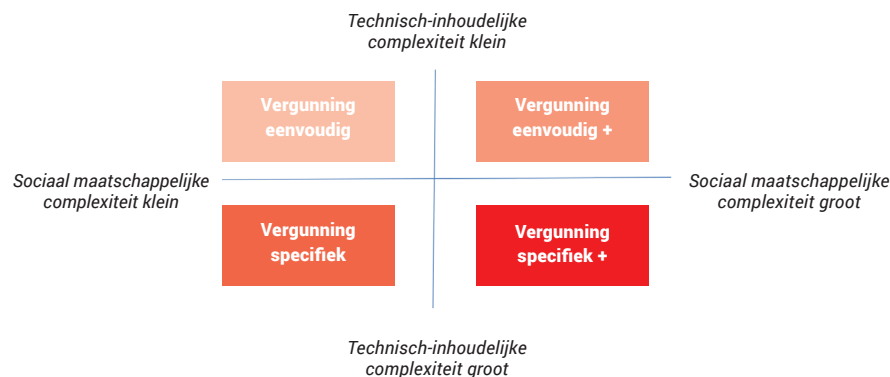 Technisch-inhoudelijke
complexiteit klein
Vergunning
eenvoudig
Vergunning
eenvoudig +
Sociaal maatschappelijke
complexiteit klein
Sociaal maatschappelijke
complexiteit groot
Vergunning
specifiek
Vergunning
specifiek +
Technisch-inhoudelijke
complexiteit groot